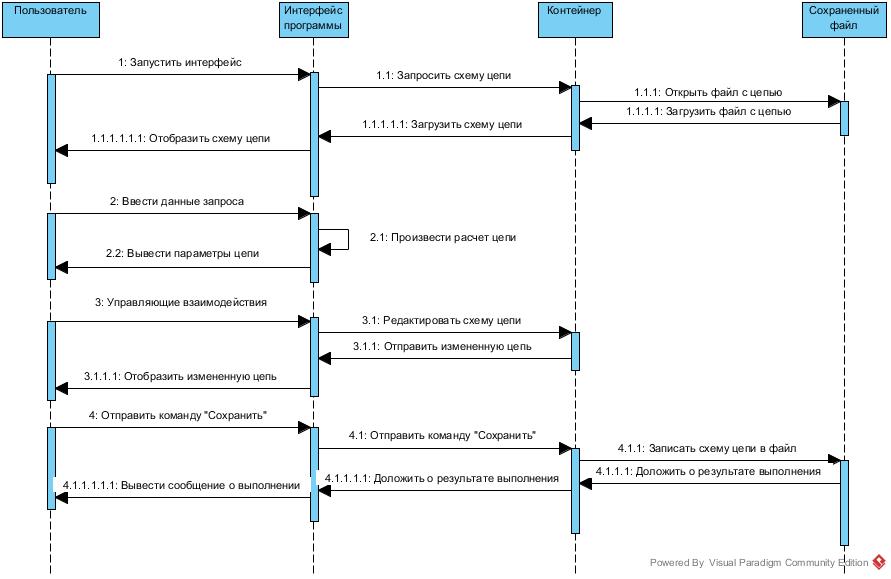 Пользователь
Интерфейс
программы
Контейнер
Сохраненный
файл
1: Запустить интерфейс
1.1: Запросить схему цепи
1.1.1: Открыть файл с цепью
1.1.1.1: Загрузить файл с цепью
1.1.1.1.1: Загрузить схему цепи
1.1.1.1.1.1: Отобразить схему цепи
2: Ввести данные запроса
2.1: Произвести расчет цепи
2.2: Вывести параметры цепи
3: Управляющие взаимодействия
3.1: Редактировать схему цепи
3.1.1: Отправить измененную цепь
3.1.1.1: Отобразить измененную цепь
4: Отправить команду "Сохранить"
4.1: Отправить команду "Сохранить"
4.1.1: Записать схему цепи в файл
4.1.1.1: Доложить о результате выполнения
4.1.1.1.1: Доложить о результате выполнения
4.1.1.1.1.1: Вывести сообщение о выполнении
Powered By Visual Paradigm Community Edition